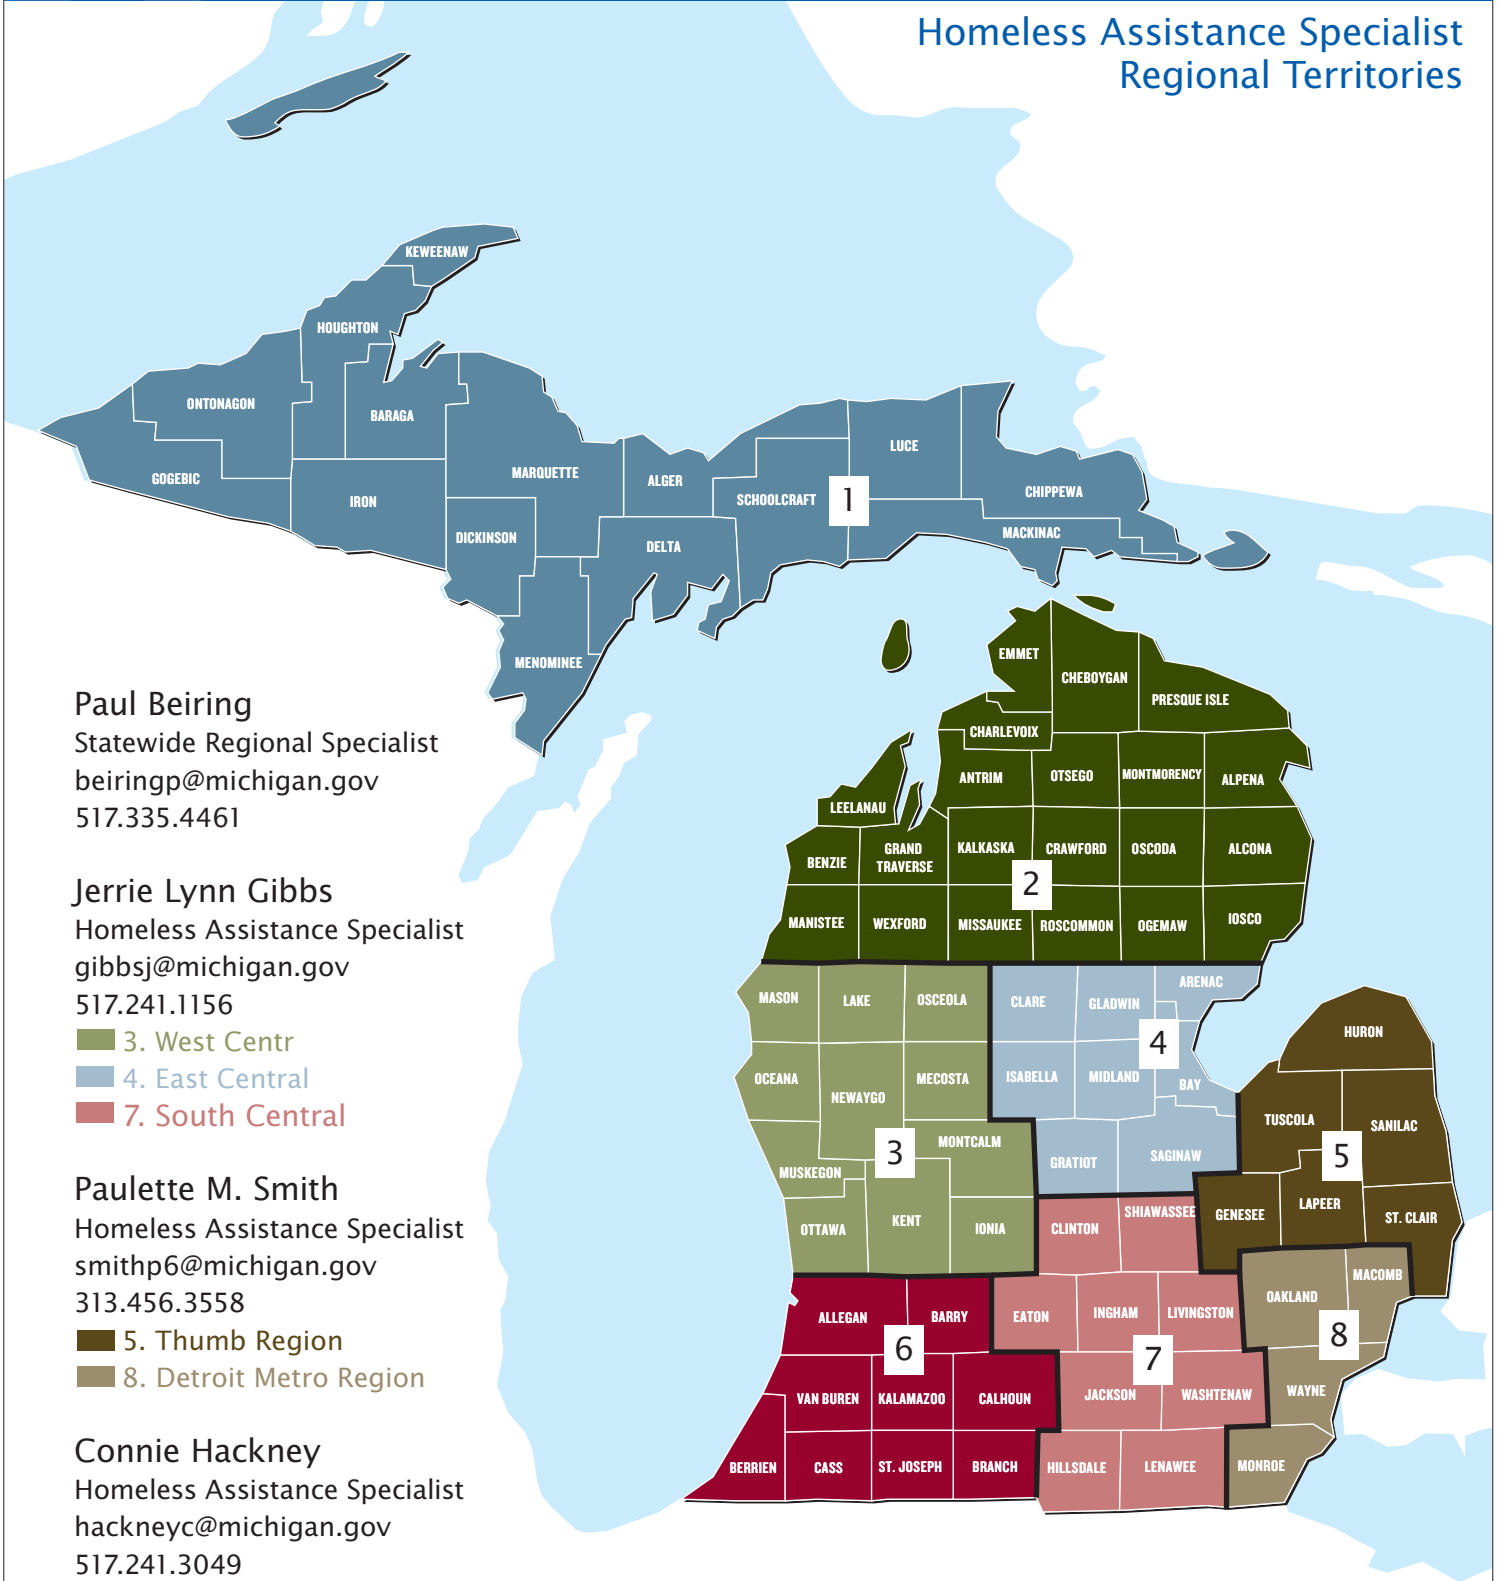 Homeless Assistance Specialist
Regional Territories
KEWEENAW
HOUGHTON
ONTONAGON
BARAGA
GOGEBIC
IRON
MARQUETTE
ALGER
LUCE
SCHOOLCRAFT
1
CHIPPEWA
DICKINSON
DELTA
MACKINAC
MENOMINEE
EMMET
CHEBOYGAN
PRESQUE ISLE
CHARLEVOIX
ANTRIM
OTSEGO
MONTMORENCY
ALPENA
LEELANAU
BENZIE
GRAND
TRAVERSE
KALKASKA
CRAWFORD
OSCODA
ALCONA
2
MANISTEE
WEXFORD
MISSAUKEE
ROSCOMMON
OGEMAW
IOSCO
MASON
LAKE
OSCEOLA
CLARE
GLADWIN
ARENAC
HURON
4
OCEANA
NEWAYGO
MECOSTA
ISABELLA
MIDLAND
BAY
TUSCOLA
SANILAC
MUSKEGON
3
MONTCALM
GRATIOT
SAGINAW
5
OTTAWA
KENT
IONIA
CLINTON
SHIAWASSEE
GENESEE
LAPEER
ST. CLAIR
ALLEGAN
BARRY
EATON
INGHAM
LIVINGSTON
OAKLAND
MACOMB
6
7
8
VAN BUREN
KALAMAZOO
CALHOUN
JACKSON
WASHTENAW
WAYNE
BERRIEN
CASS
ST. JOSEPH
BRANCH
HILLSDALE
LENAWEE
MONROE
Paul Beiring
Statewide Regional Specialist
beiringp@michigan.gov
517.335.4461
Jerrie Lynn Gibbs
Homeless Assistance Specialist
gibbsj@michigan.gov
517.241.1156
3. West Centr
4. East Central
7. South Central
Paulette M. Smith
Homeless Assistance Specialist
smithp6@michigan.gov
313.456.3558
5. Thumb Region
8. Detroit Metro Region
Connie Hackney
Homeless Assistance Specialist
hackneyc@michigan.gov
517.241.3049